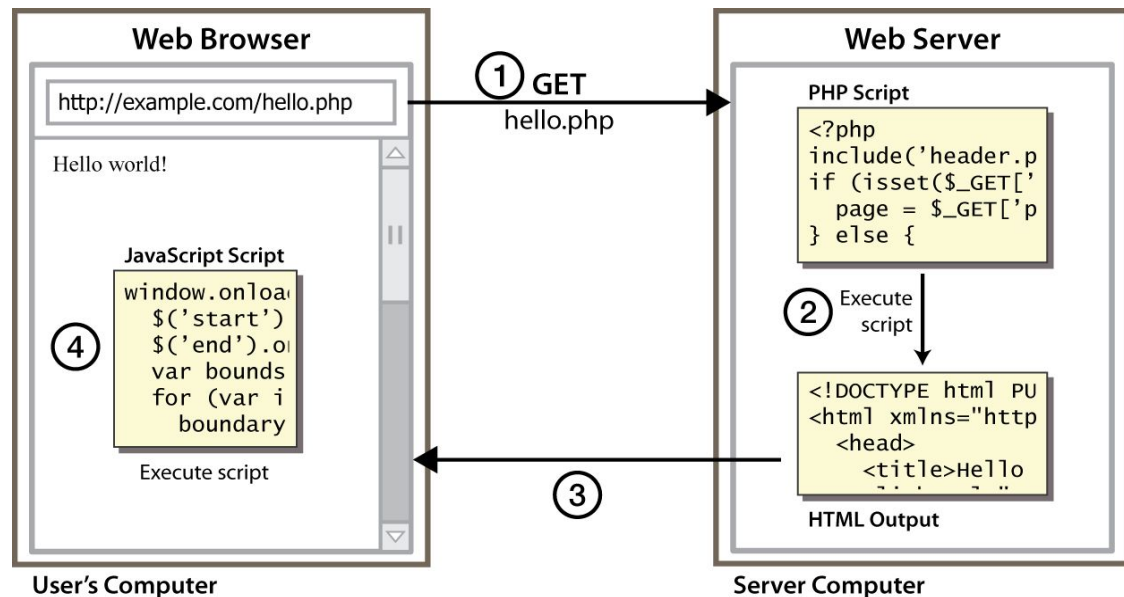 Web Browser
http://example.com/hello.php
Hello world!
JavaScript Script
window.onloa
$('start')
$('end').o
var bounds
for (var i
boundary
4
Execute script
User's Computer
1 GET
hello.php
3
Web Server
PHP Script
<?php
include('header.p
if (isset($_GET['
page = $_GET['p
} else {
2 Execute
script
<!DOCTYPE html PU
<html xmlns="http
<head>
<title>Hello
HTML Output
Server Computer